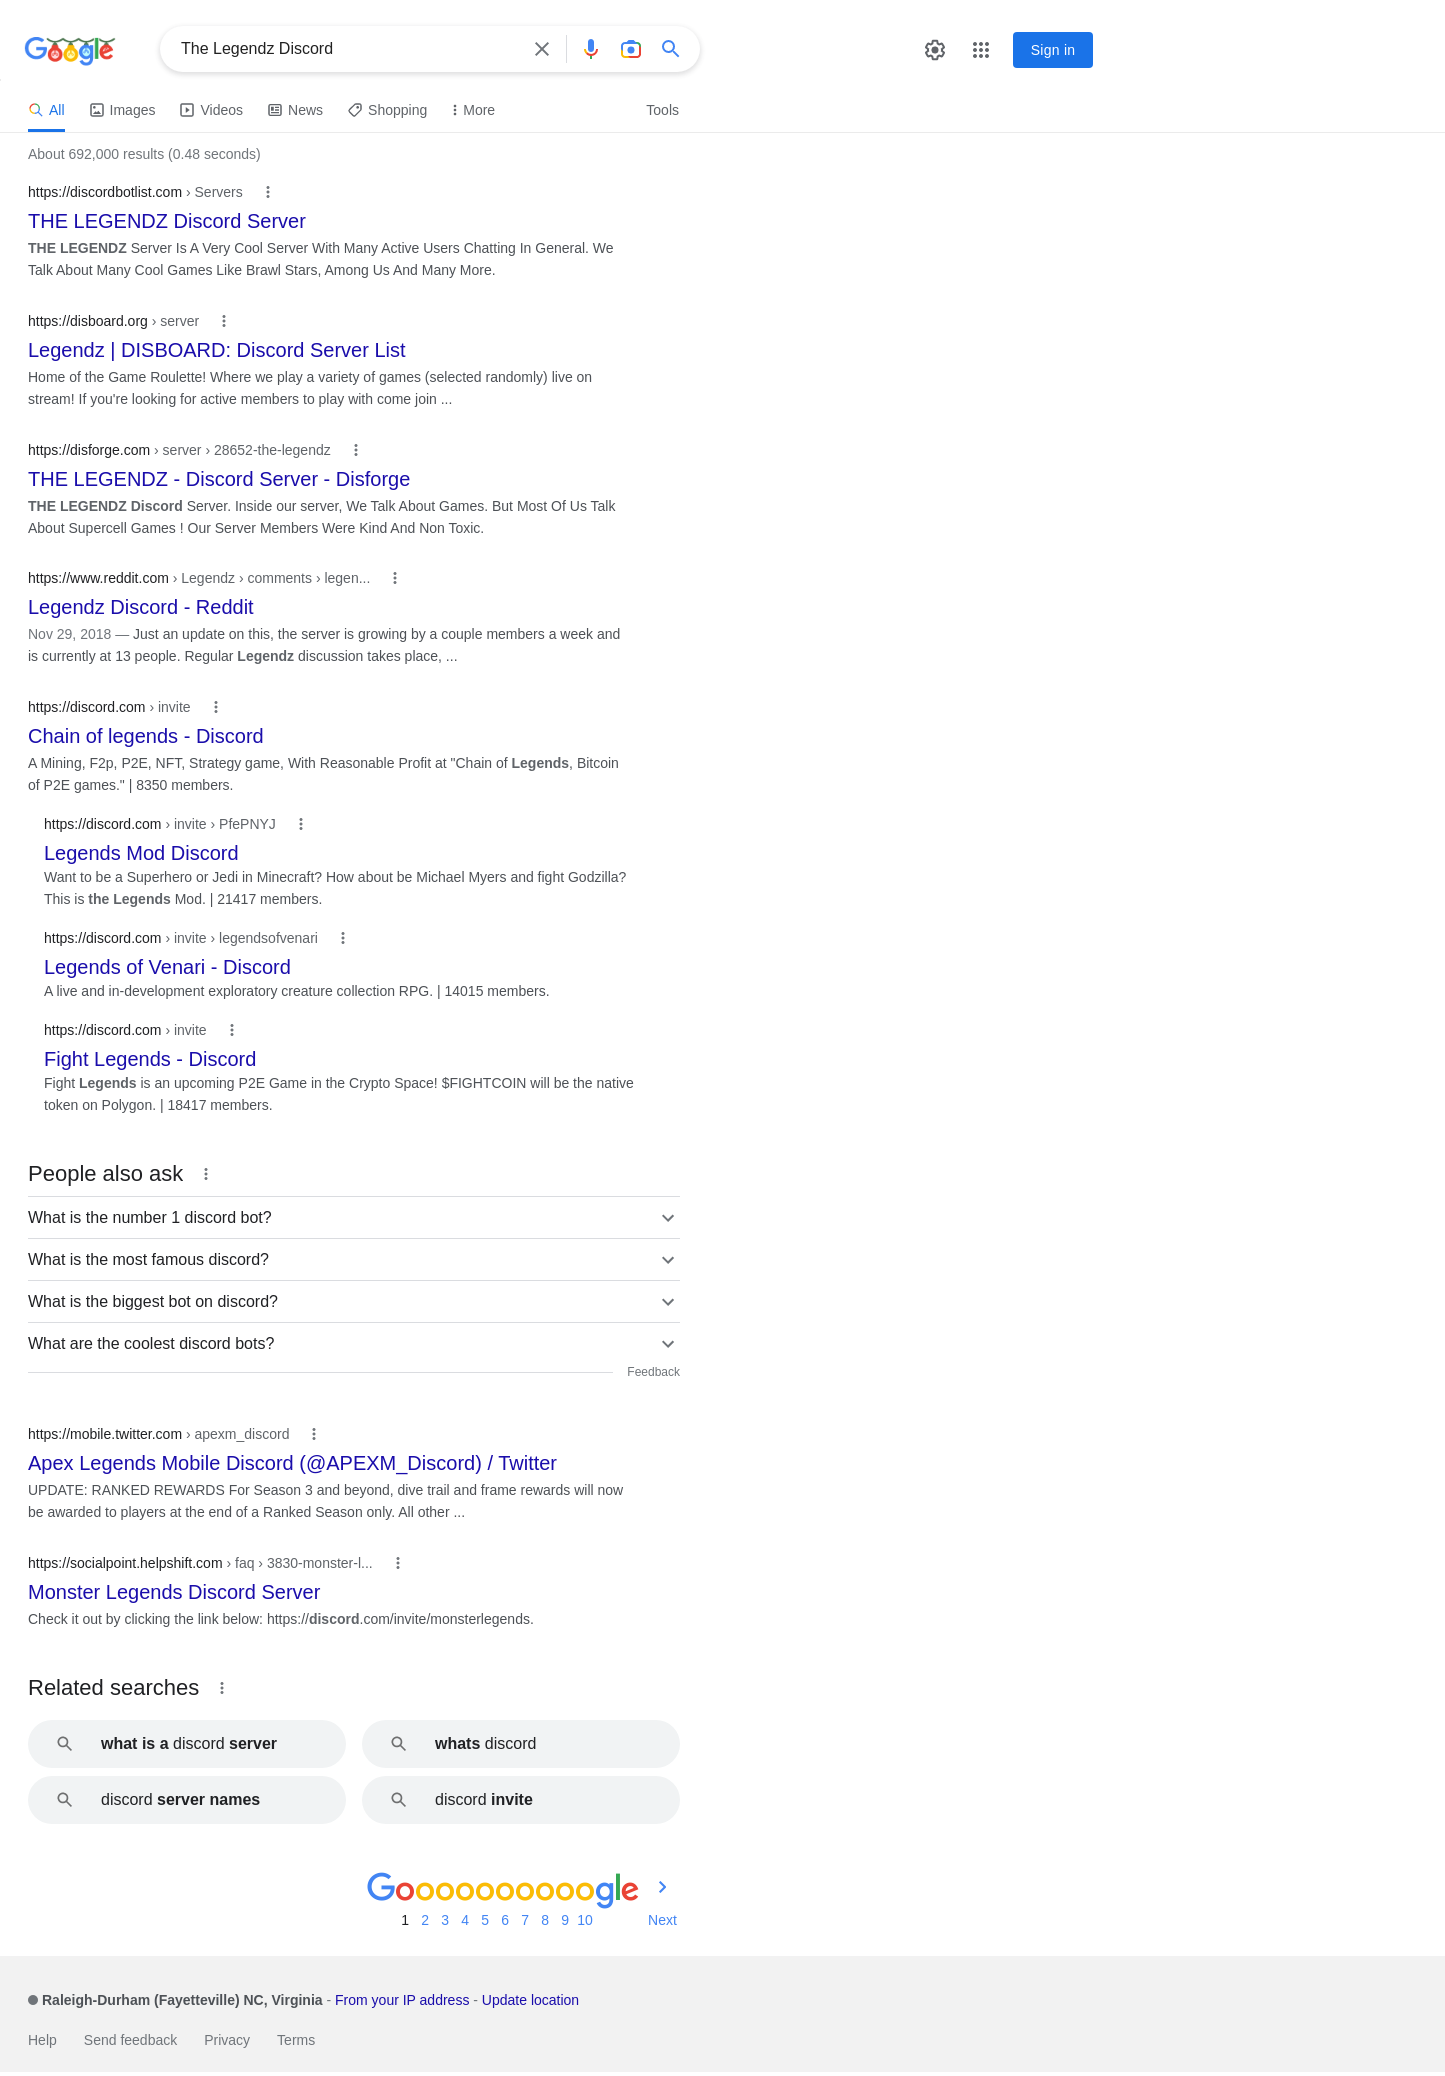 Google
The Legendz Discord
Sign in
All
Images
Videos
News
Shopping
More
Tools
About 692,000 results (0.48 seconds)
https://discordbotlist.com › Servers
THE LEGENDZ Discord Server
THE LEGENDZ Server Is A Very Cool Server With Many Active Users Chatting In General. We
Talk About Many Cool Games Like Brawl Stars, Among Us And Many More.
https://disboard.org › server
Legendz | DISBOARD: Discord Server List
Home of the Game Roulette! Where we play a variety of games (selected randomly) live on
stream! If you're looking for active members to play with come join ...
https://disforge.com › server › 28652-the-legendz
THE LEGENDZ - Discord Server - Disforge
THE LEGENDZ Discord Server. Inside our server, We Talk About Games. But Most Of Us Talk
About Supercell Games ! Our Server Members Were Kind And Non Toxic.
https://www.reddit.com › Legendz › comments › legen...
Legendz Discord - Reddit
Nov 29, 2018 — Just an update on this, the server is growing by a couple members a week and
is currently at 13 people. Regular Legendz discussion takes place, ...
https://discord.com › invite
Chain of legends - Discord
A Mining, F2p, P2E, NFT, Strategy game, With Reasonable Profit at "Chain of Legends, Bitcoin
of P2E games." | 8350 members.
https://discord.com › invite › PfePNYJ
Legends Mod Discord
Want to be a Superhero or Jedi in Minecraft? How about be Michael Myers and fight Godzilla?
This is the Legends Mod. | 21417 members.
https://discord.com › invite › legendsofvenari
Legends of Venari - Discord
A live and in-development exploratory creature collection RPG. | 14015 members.
https://discord.com › invite
Fight Legends - Discord
Fight Legends is an upcoming P2E Game in the Crypto Space! $FIGHTCOIN will be the native
token on Polygon. | 18417 members.
People also ask
What is the number 1 discord bot?
What is the most famous discord?
What is the biggest bot on discord?
What are the coolest discord bots?
Feedback
https://mobile.twitter.com › apexm_discord
Apex Legends Mobile Discord (@APEXM_Discord) / Twitter
UPDATE: RANKED REWARDS For Season 3 and beyond, dive trail and frame rewards will now
be awarded to players at the end of a Ranked Season only. All other ...
https://socialpoint.helpshift.com › faq › 3830-monster-l...
Monster Legends Discord Server
Check it out by clicking the link below: https://discord.com/invite/monsterlegends.
Related searches
what is a discord server
whats discord
discord server names
discord invite
Goooooooooogle
1 2 3 4 5 6 7 8 9 10 Next
Raleigh-Durham (Fayetteville) NC, Virginia - From your IP address - Update location
Help Send feedback Privacy Terms